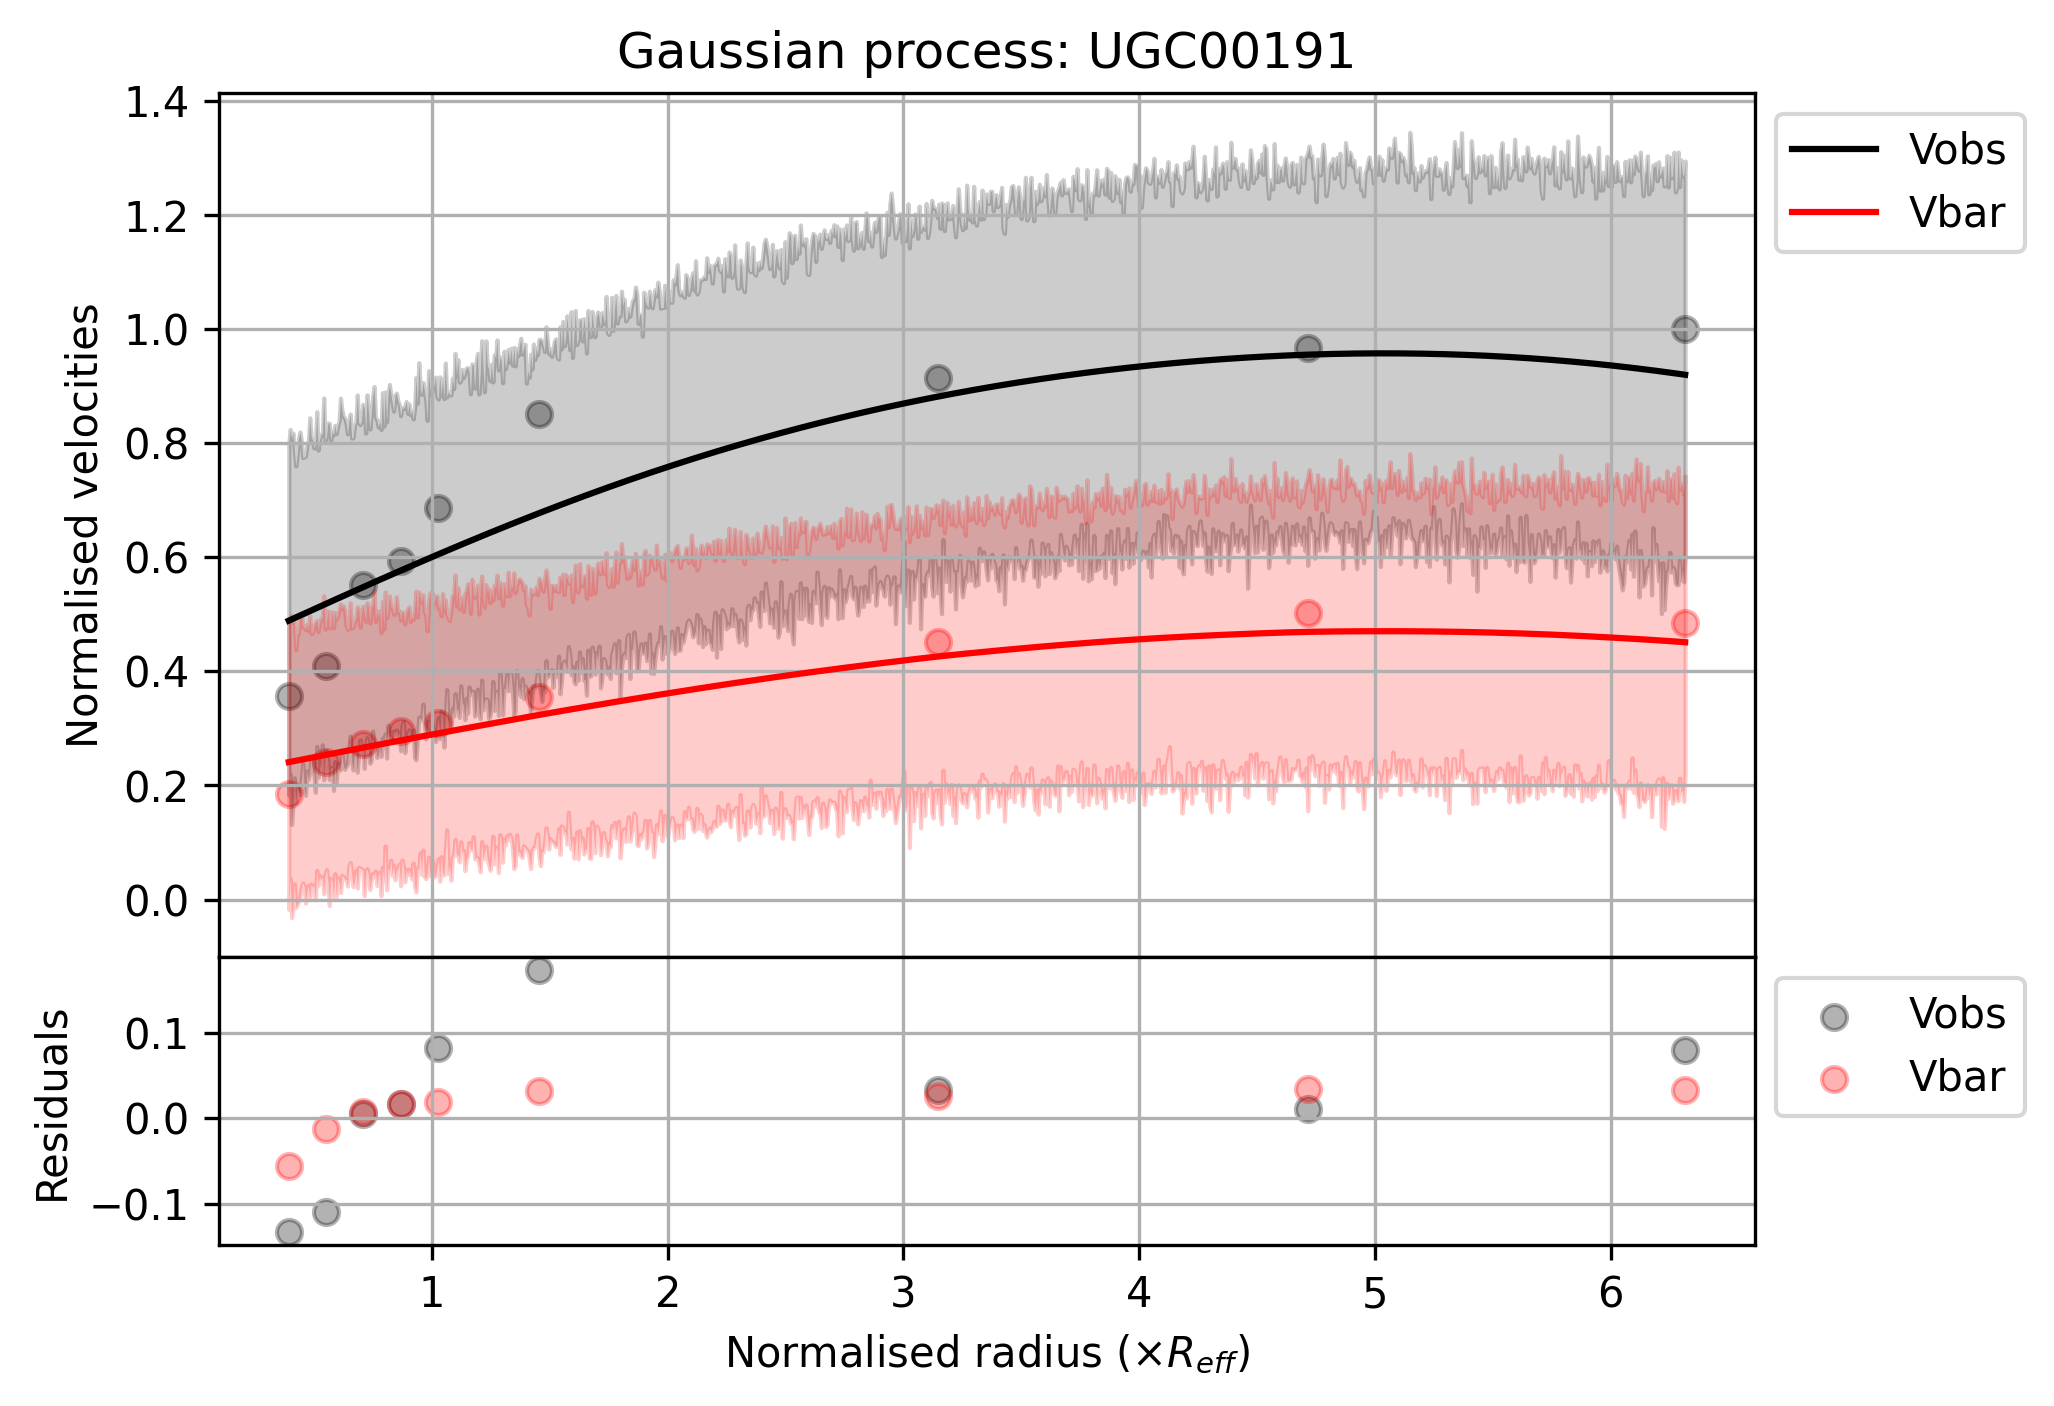 Gaussian process: UGC00191
1.4
1.2
1.0
0.8
0.6
0.4
0.2
0.0
Normalised velocities
Vobs
Vbar
0.1
0.0
−0.1
Residuals
Vobs
Vbar
1 2 3 4 5 6
Normalised radius (×R_{eff})